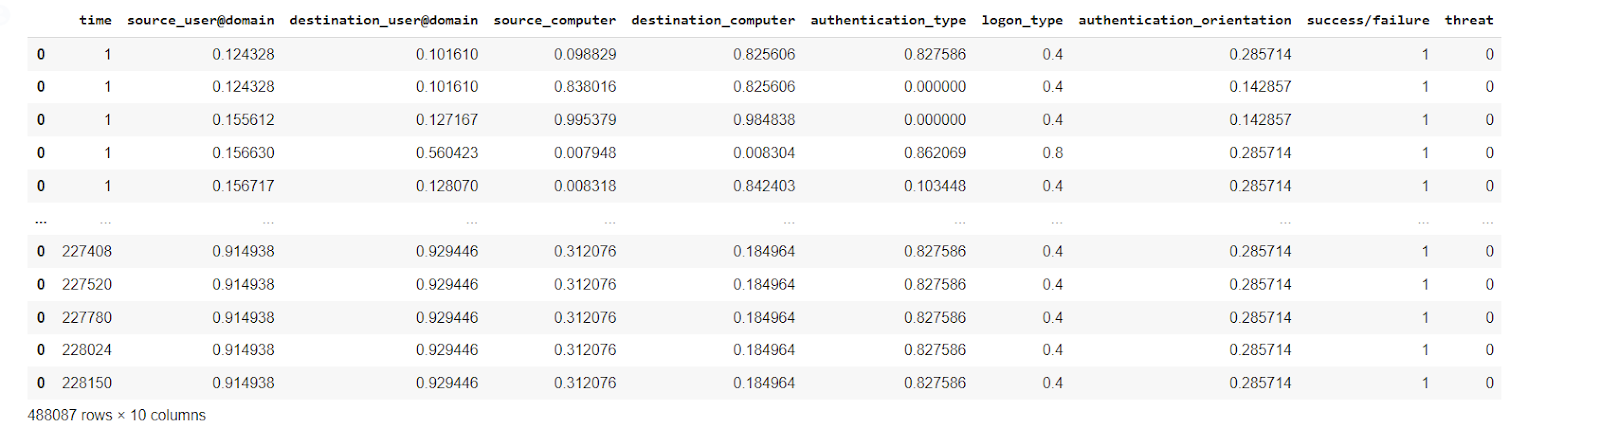 time source_user@domain destination_user@domain source_computer destination_computer authentication_type logon_type authentication_orientation success/failure threat
0 1 0.124328 0.101610 0.098829 0.825606 0.827586 0.4 0.285714 1 0
0 1 0.124328 0.101610 0.838016 0.825606 0.000000 0.4 0.142857 1 0
0 1 0.155612 0.127167 0.995379 0.984838 0.000000 0.4 0.142857 1 0
0 1 0.156630 0.560423 0.007948 0.008304 0.862069 0.8 0.285714 1 0
0 1 0.156717 0.128070 0.008318 0.842403 0.103448 0.4 0.285714 1 0
... ... ... ... ... ... ... ... ... ... ...
0 227408 0.914938 0.929446 0.312076 0.184964 0.827586 0.4 0.285714 1 0
0 227520 0.914938 0.929446 0.312076 0.184964 0.827586 0.4 0.285714 1 0
0 227780 0.914938 0.929446 0.312076 0.184964 0.827586 0.4 0.285714 1 0
0 228024 0.914938 0.929446 0.312076 0.184964 0.827586 0.4 0.285714 1 0
0 228150 0.914938 0.929446 0.312076 0.184964 0.827586 0.4 0.285714 1 0
488087 rows × 10 columns